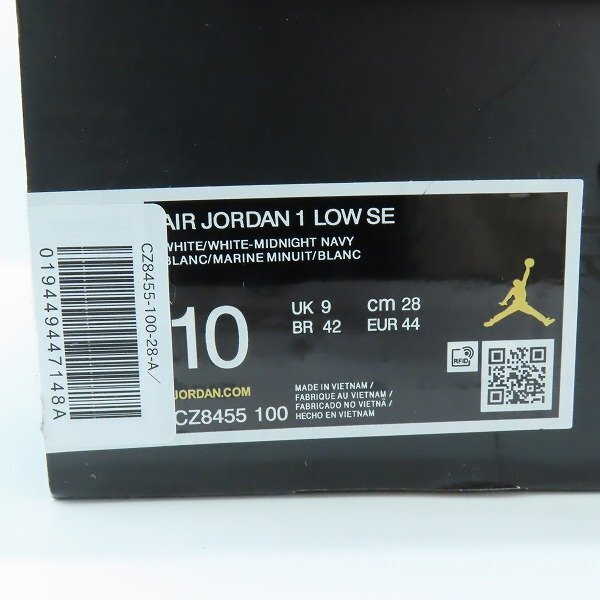 AIR JORDAN 1 LOW SE
WHITE/WHITE-MIDNIGHT NAVY
BLANC/MARINE MINUIT/BLANC
10
UK 9 cm 28
BR 42 EUR 44
RFID
JORDAN.COM
CZ8455 100
MADE IN VIETNAM /
FABRIQUE AU VIETNAM /
FABRICADO NO VIETNÃ /
HECHO EN VIETNAM
CZ8455-100-28-A/
019449447148A